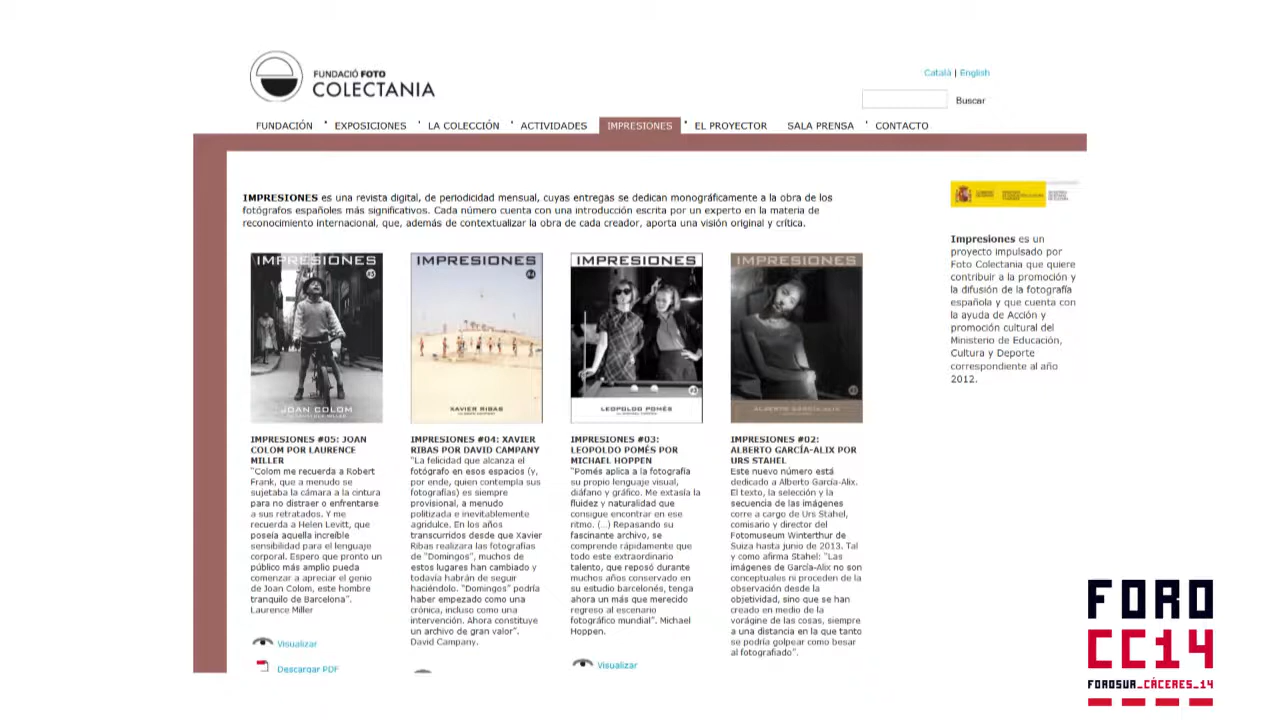 FUNDACIÓ FOTO
COLECTANIA
Català | English
Buscar
FUNDACIÓN
EXPOSICIONES
LA COLECCIÓN
ACTIVIDADES
IMPRESIONES
EL PROYECTOR
SALA PRENSA
CONTACTO
IMPRESIONES es una revista digital, de periodicidad mensual, cuyas entregas se dedican monográficamente a la obra de los
fotógrafos españoles más significativos. Cada número cuenta con una introducción escrita por un experto en la materia de
reconocimiento internacional, que, además de contextualizar la obra de cada creador, aporta una visión original y crítica.
IMPRESIONES
#5
JOAN COLOM
IMPRESIONES #05: JOAN
COLOM POR LAURENCE
MILLER
"Colom me recuerda a Robert
Frank, que a menudo se
sujetaba la cámara a la cintura
para no distraer o enfrentarse
a sus retratados. Y me
recuerda a Helen Levitt, que
poseía aquella increíble
sensibilidad para el lenguaje
corporal. Espero que pronto un
público más amplio pueda
comenzar a apreciar el genio
de Joan Colom, este hombre
tranquilo de Barcelona".
Laurence Miller
Visualizar
Descargar PDF
IMPRESIONES
#4
XAVIER RIBAS
IMPRESIONES #04: XAVIER
RIBAS POR DAVID CAMPANY
"La felicidad que alcanza el
fotógrafo en esos espacios (y,
por ende, quien contempla sus
fotografías) es siempre
provisional, a menudo
politizada e inevitablemente
agridulce. En los años
transcurridos desde que Xavier
Ribas realizara las fotografías
de "Domingos", muchos de
estos lugares han cambiado y
todavía habrán de seguir
haciéndolo. "Domingos" podría
haber empezado como una
crónica, incluso como una
intervención. Ahora constituye
un archivo de gran valor".
David Campany.
IMPRESIONES
LEOPOLDO POMÉS
IMPRESIONES #03:
LEOPOLDO POMÉS POR
MICHAEL HOPPEN
"Pomés aplica a la fotografía
su propio lenguaje visual,
diáfano y gráfico. Me extasía la
fluidez y naturalidad que
consigue encontrar en ese
ritmo. (...) Repasando su
fascinante archivo, se
comprende rápidamente que
todo este extraordinario
talento, que reposó durante
muchos años conservado en
su estudio barcelonés, tenga
ahora un más que merecido
regreso al escenario
fotográfico mundial". Michael
Hoppen.
Visualizar
IMPRESIONES
ALBERTO GARCÍA-ALIX
IMPRESIONES #02:
ALBERTO GARCÍA-ALIX POR
URS STAHEL
Este nuevo número está
dedicado a Alberto García-Alix.
El texto, la selección y la
secuencia de las imágenes
corre a cargo de Urs Stahel,
comisario y director del
Fotomuseum Winterthur de
Suiza hasta junio de 2013. Tal
y como afirma Stahel: "Las
imágenes de García-Alix no son
conceptuales ni proceden de la
observación desde la
objetividad, sino que se han
creado en medio de la
vorágine de las cosas, siempre
a una distancia en la que tanto
se podría golpear como besar
al fotografiado".
Impresiones es un
proyecto impulsado por
Foto Colectania que quiere
contribuir a la promoción y
la difusión de la fotografía
española y que cuenta con
la ayuda de Acción y
promoción cultural del
Ministerio de Educación,
Cultura y Deporte
correspondiente al año
2012.
FORO
CC14
FOROSUR_CÁCERES_14